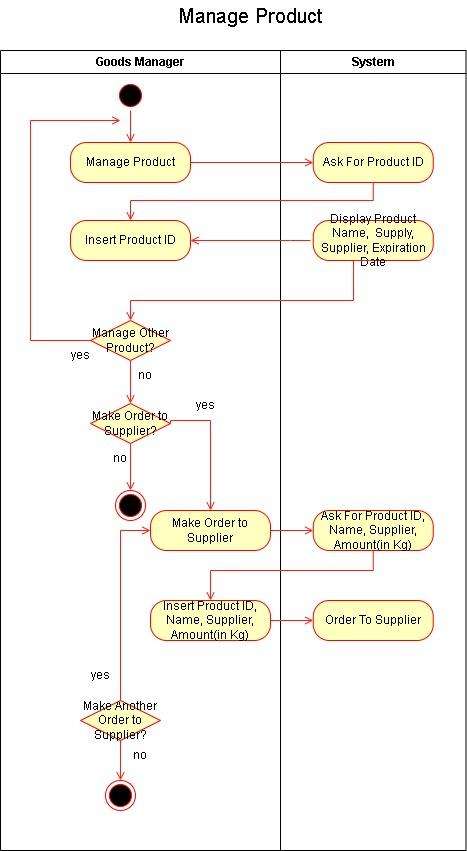 Manage Product
Goods Manager
System
Manage Product
Ask For Product ID
Insert Product ID
Display Product
Name, Supply,
Supplier, Expiration
Date
Manage Other
Product?
yes
no
Make Order to
Supplier?
yes
no
Make Order to
Supplier
Ask For Product ID,
Name, Supplier,
Amount(in Kg)
Insert Product ID,
Name, Supplier,
Amount(in Kg)
Order To Supplier
yes
Make Another
Order to
Supplier?
no